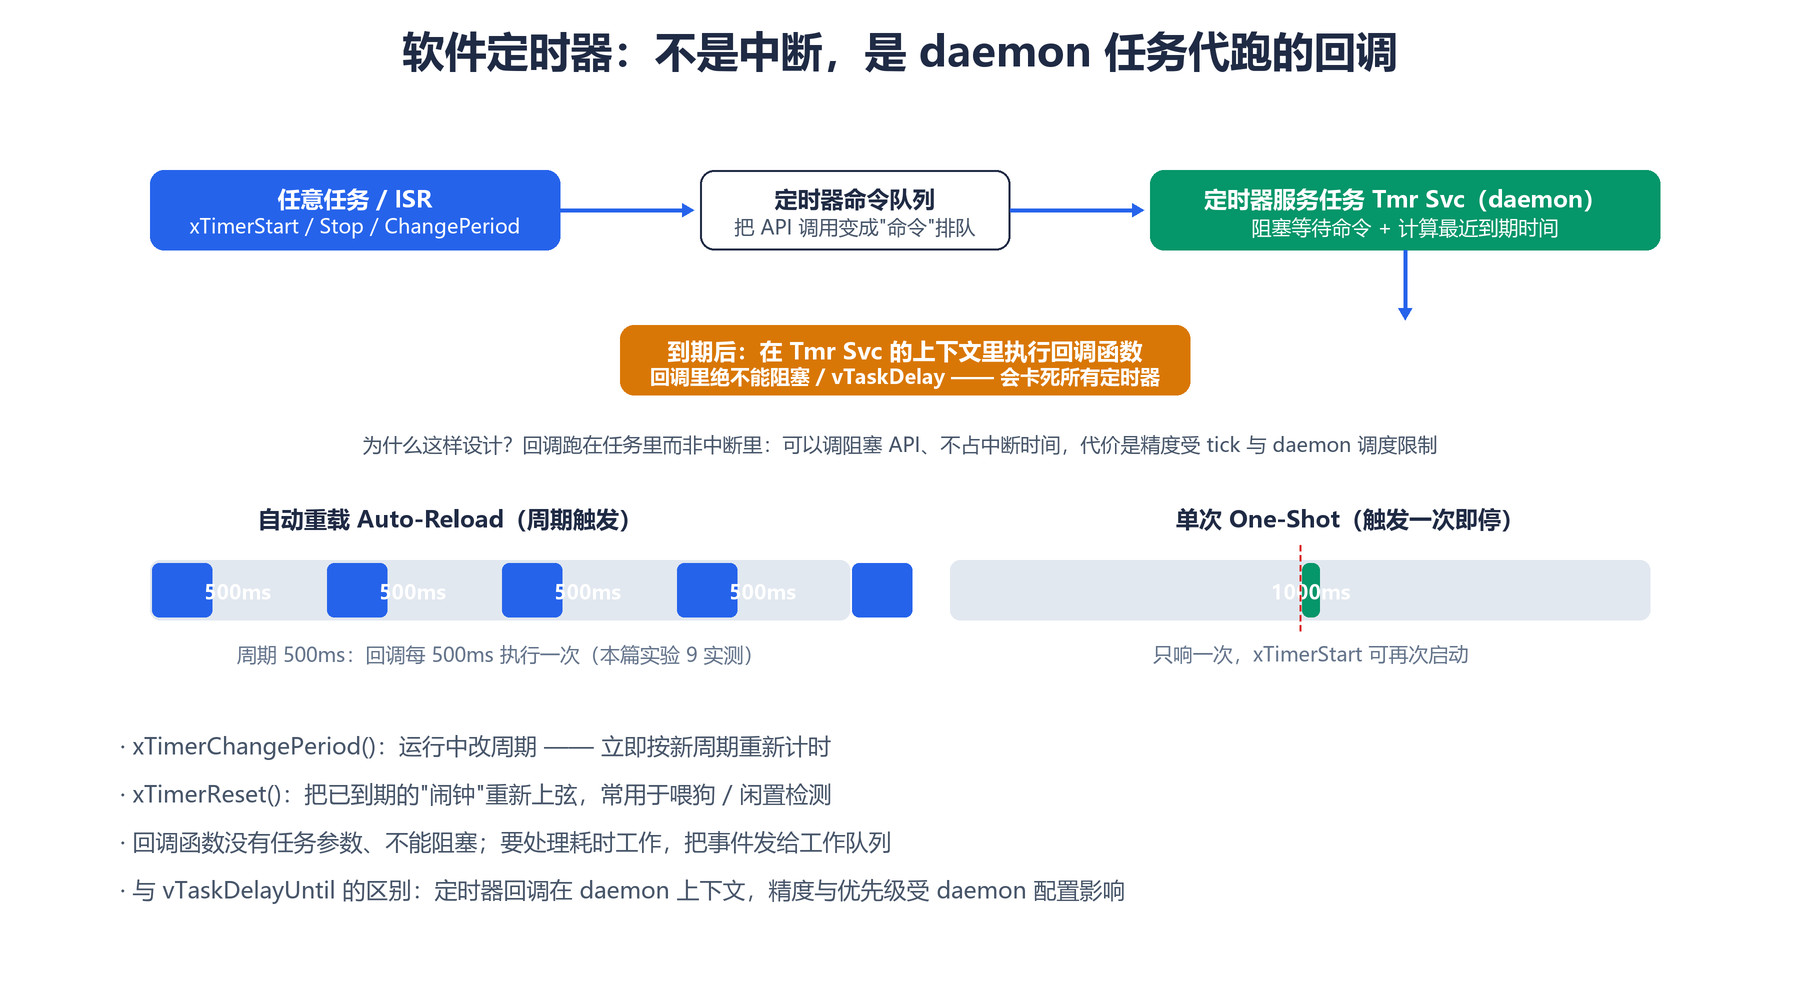 软件定时器：不是中断，是 daemon 任务代跑的回调
任意任务 / ISR
xTimerStart / Stop / ChangePeriod
定时器命令队列
把 API 调用变成"命令"排队
定时器服务任务 Tmr Svc（daemon）
阻塞等待命令 + 计算最近到期时间
到期后：在 Tmr Svc 的上下文里执行回调函数
回调里绝不能阻塞 / vTaskDelay —— 会卡死所有定时器
为什么这样设计？回调跑在任务里而非中断里：可以调阻塞 API、不占中断时间，代价是精度受 tick 与 daemon 调度限制
自动重载 Auto-Reload（周期触发）
500ms
500ms
500ms
500ms
周期 500ms：回调每 500ms 执行一次（本篇实验 9 实测）
单次 One-Shot（触发一次即停）
1000ms
只响一次，xTimerStart 可再次启动
· xTimerChangePeriod()：运行中改周期 —— 立即按新周期重新计时
· xTimerReset()：把已到期的"闹钟"重新上弦，常用于喂狗 / 闲置检测
· 回调函数没有任务参数、不能阻塞；要处理耗时工作，把事件发给工作队列
· 与 vTaskDelayUntil 的区别：定时器回调在 daemon 上下文，精度与优先级受 daemon 配置影响